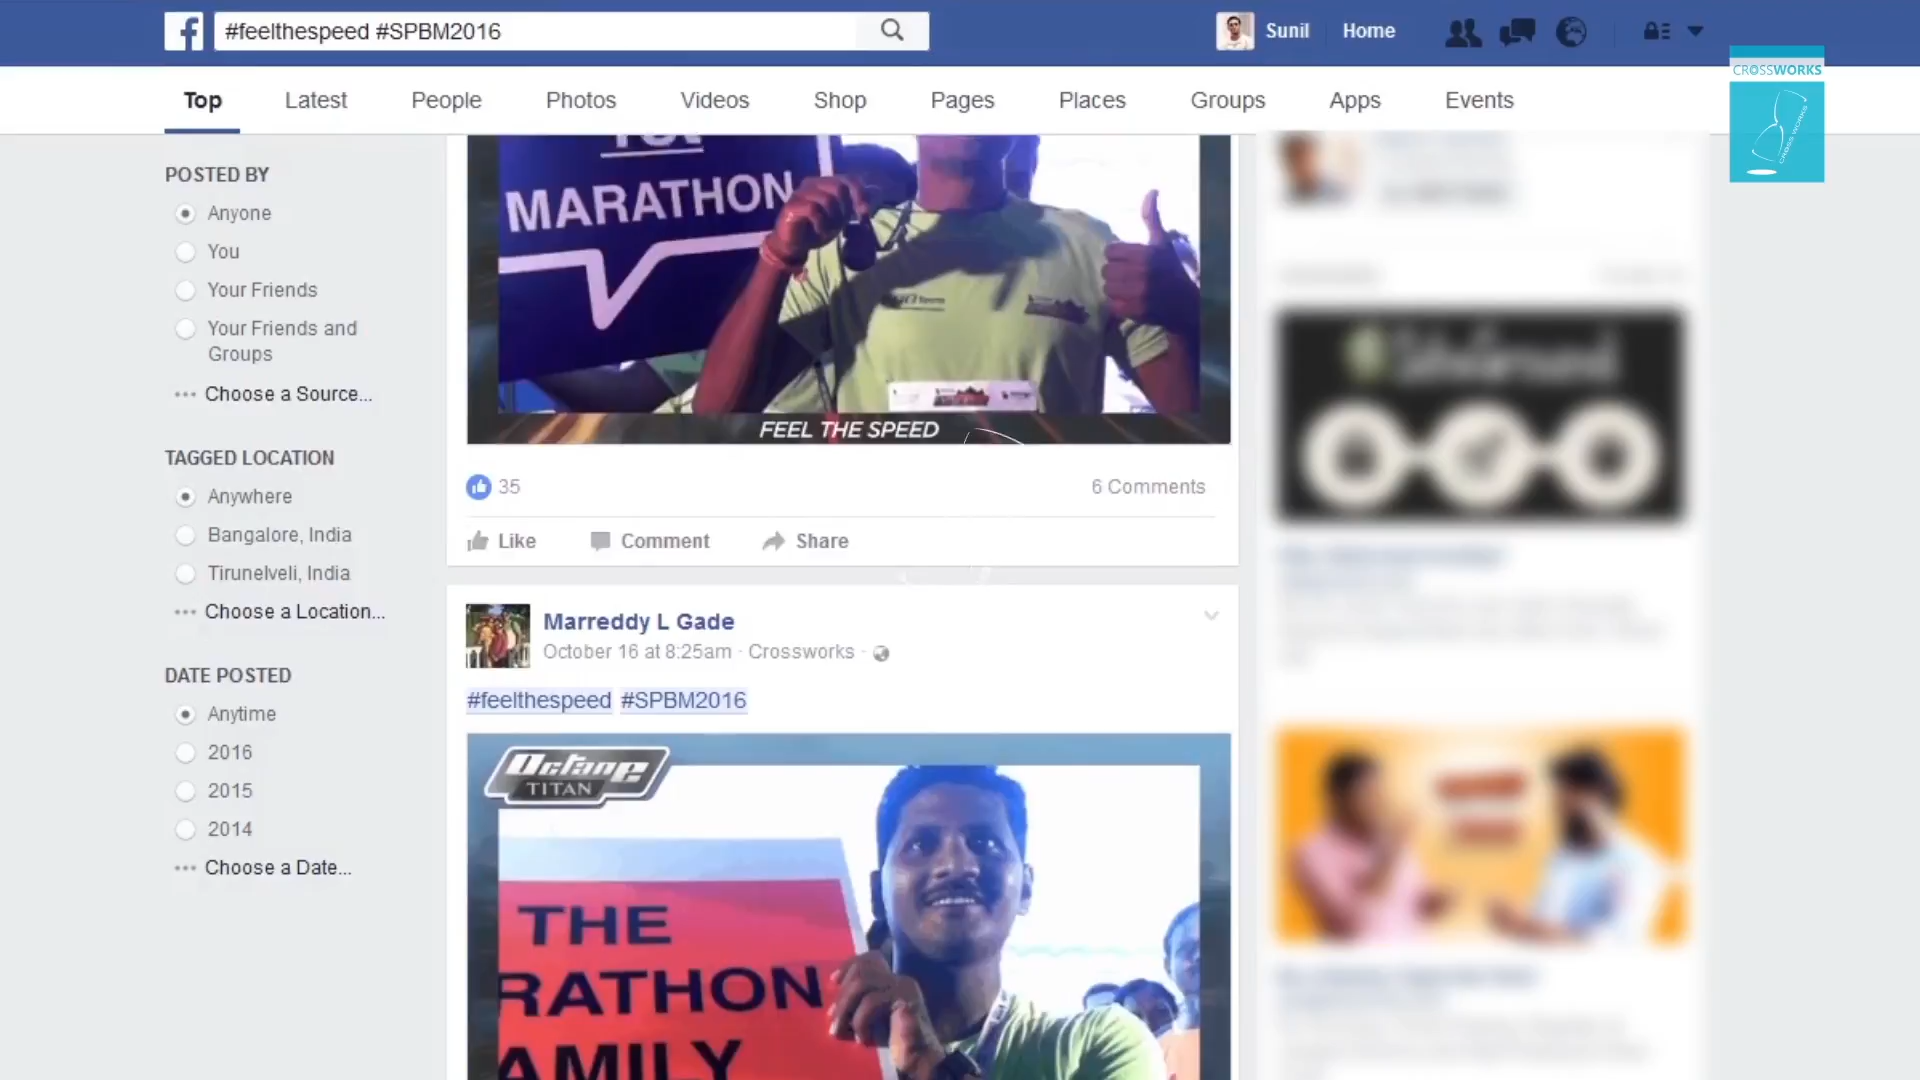 #feelthespeed #SPBM2016
Sunil
Home
CROSSWORKS
Top
Latest
People
Photos
Videos
Shop
Pages
Places
Groups
Apps
Events
CROSS WORKS
POSTED BY
Anyone
You
Your Friends
Your Friends and
Groups
Choose a Source...
TAGGED LOCATION
Anywhere
Bangalore, India
Tirunelveli, India
Choose a Location...
DATE POSTED
Anytime
2016
2015
2014
Choose a Date...
MARATHON
FEEL THE SPEED
35
6 Comments
Like
Comment
Share
Marreddy L Gade
October 16 at 8:25am · Crossworks ·
#feelthespeed #SPBM2016
Octane
TITAN
THE
RATHON
AMILY